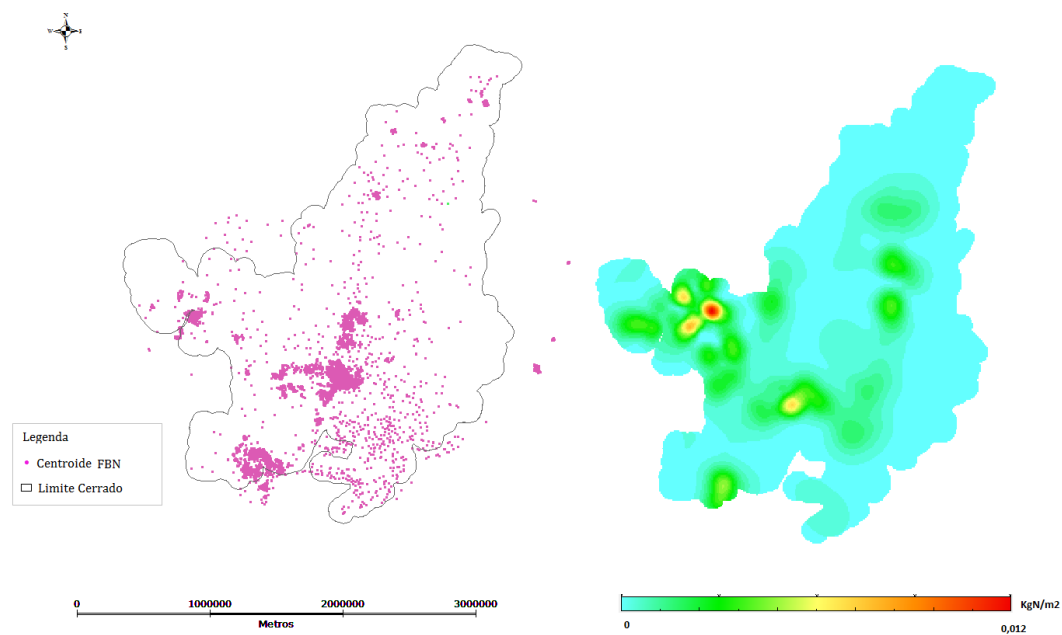 N
W
S
Legenda
Centroide FBN
Limite Cerrado
0 1000000 2000000 3000000
Metros
KgN/m2
0 0,012